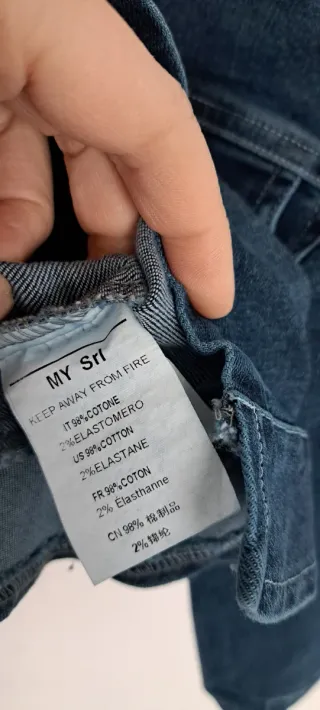 MY Srl
KEEP AWAY FROM FIRE
IT 98%COTONE
2%ELASTOMERO
US 98%COTTON
2%ELASTANE
FR 98%COTON
2% Élasthanne
CN 98% 棉制品
2% 氨纶